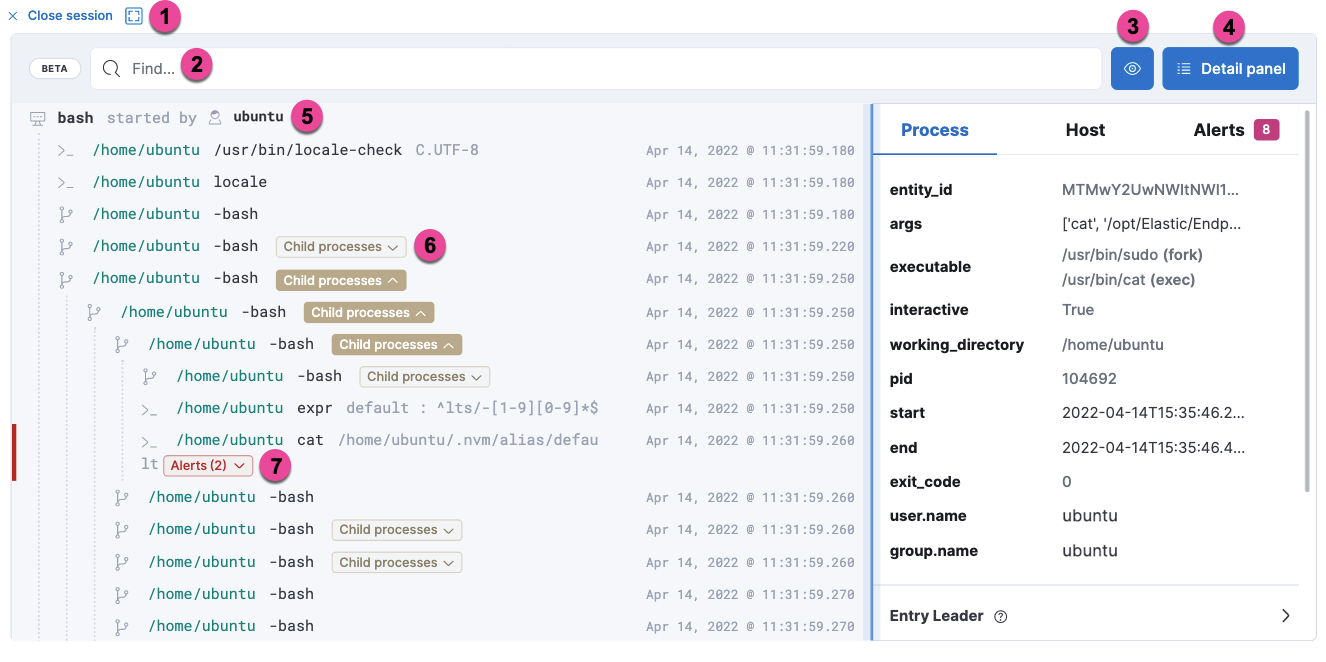 Close session 1
BETA Find... 2 3 4 Detail panel
bash started by ubuntu 5
/home/ubuntu /usr/bin/locale-check C.UTF-8 Apr 14, 2022 @ 11:31:59.180
/home/ubuntu locale Apr 14, 2022 @ 11:31:59.180
/home/ubuntu -bash Apr 14, 2022 @ 11:31:59.180
/home/ubuntu -bash Child processes 6 Apr 14, 2022 @ 11:31:59.220
/home/ubuntu -bash Child processes Apr 14, 2022 @ 11:31:59.250
/home/ubuntu -bash Child processes Apr 14, 2022 @ 11:31:59.250
/home/ubuntu -bash Child processes Apr 14, 2022 @ 11:31:59.250
/home/ubuntu -bash Child processes Apr 14, 2022 @ 11:31:59.250
>_ /home/ubuntu expr default : ^lts/-[1-9][0-9]*$ Apr 14, 2022 @ 11:31:59.250
>_ /home/ubuntu cat /home/ubuntu/.nvm/alias/defau Apr 14, 2022 @ 11:31:59.260
lt Alerts (2) 7
/home/ubuntu -bash Apr 14, 2022 @ 11:31:59.260
/home/ubuntu -bash Child processes Apr 14, 2022 @ 11:31:59.260
/home/ubuntu -bash Child processes Apr 14, 2022 @ 11:31:59.260
/home/ubuntu -bash Apr 14, 2022 @ 11:31:59.270
/home/ubuntu -bash Apr 14, 2022 @ 11:31:59.270
Process Host Alerts 8
entity_id MTMwY2UwNWItNWI1...
args ['cat', '/opt/Elastic/Endp...
executable /usr/bin/sudo (fork)
/usr/bin/cat (exec)
interactive True
working_directory /home/ubuntu
pid 104692
start 2022-04-14T15:35:46.2...
end 2022-04-14T15:35:46.4...
exit_code 0
user.name ubuntu
group.name ubuntu
Entry Leader